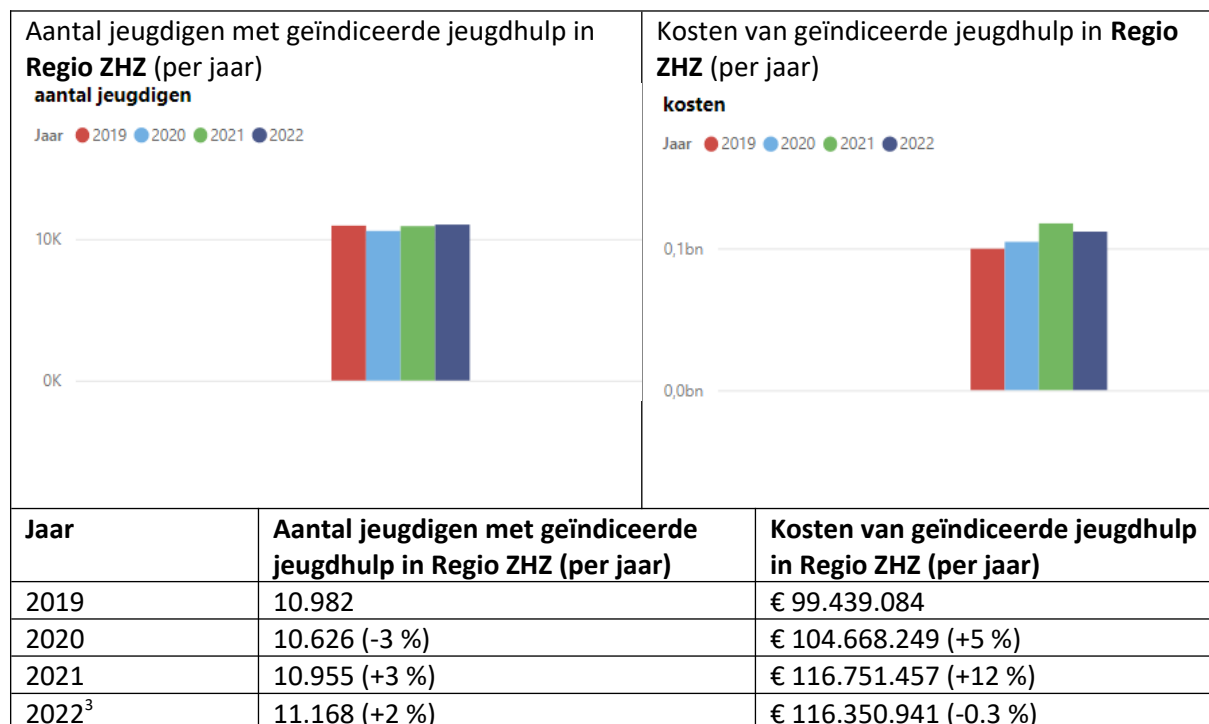 Aantal jeugdigen met geïndiceerde jeugdhulp in
Regio ZHZ (per jaar)
aantal jeugdigen
Jaar 2019 2020 2021 2022
10K
0K
Kosten van geïndiceerde jeugdhulp in Regio
ZHZ (per jaar)
kosten
Jaar 2019 2020 2021 2022
0,1bn
0,0bn
Jaar
Aantal jeugdigen met geïndiceerde
jeugdhulp in Regio ZHZ (per jaar)
Kosten van geïndiceerde jeugdhulp
in Regio ZHZ (per jaar)
2019 10.982 € 99.439.084
2020 10.626 (-3 %) € 104.668.249 (+5 %)
2021 10.955 (+3 %) € 116.751.457 (+12 %)
2022³ 11.168 (+2 %) € 116.350.941 (-0.3 %)